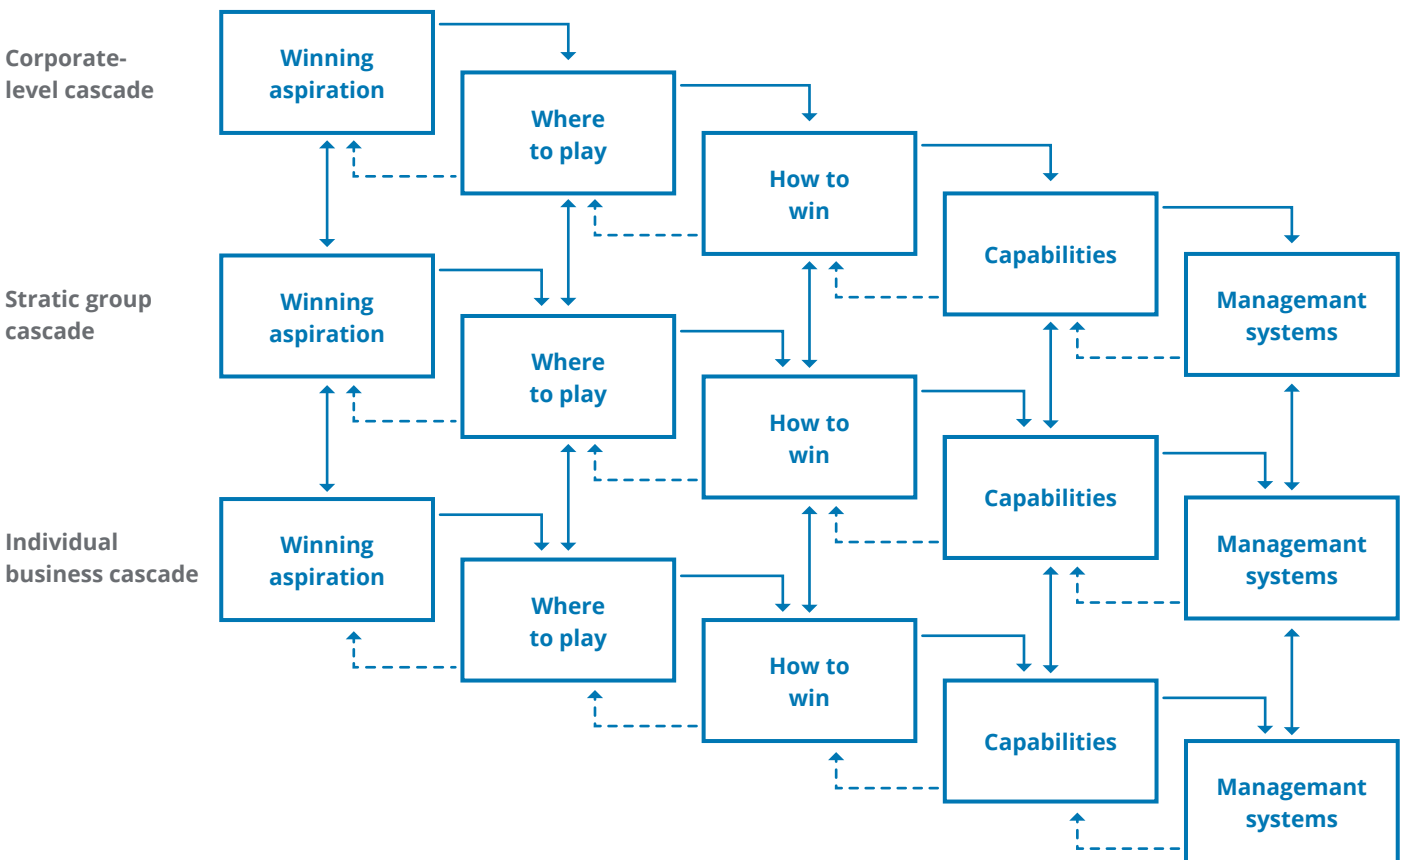 Corporate-
level cascade
Winning
aspiration
Where
to play
How to
win
Capabilities
Managemant
systems
Stratic group
cascade
Winning
aspiration
Where
to play
How to
win
Capabilities
Managemant
systems
Individual
business cascade
Winning
aspiration
Where
to play
How to
win
Capabilities
Managemant
systems